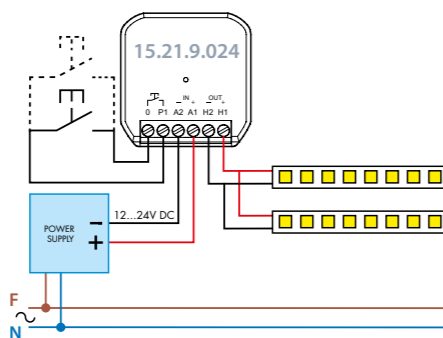 15.21.9.024
IN OUT
− + − +
0 P1 A2 A1 H2 H1
12...24V DC
POWER
SUPPLY
−
+
F
~
N